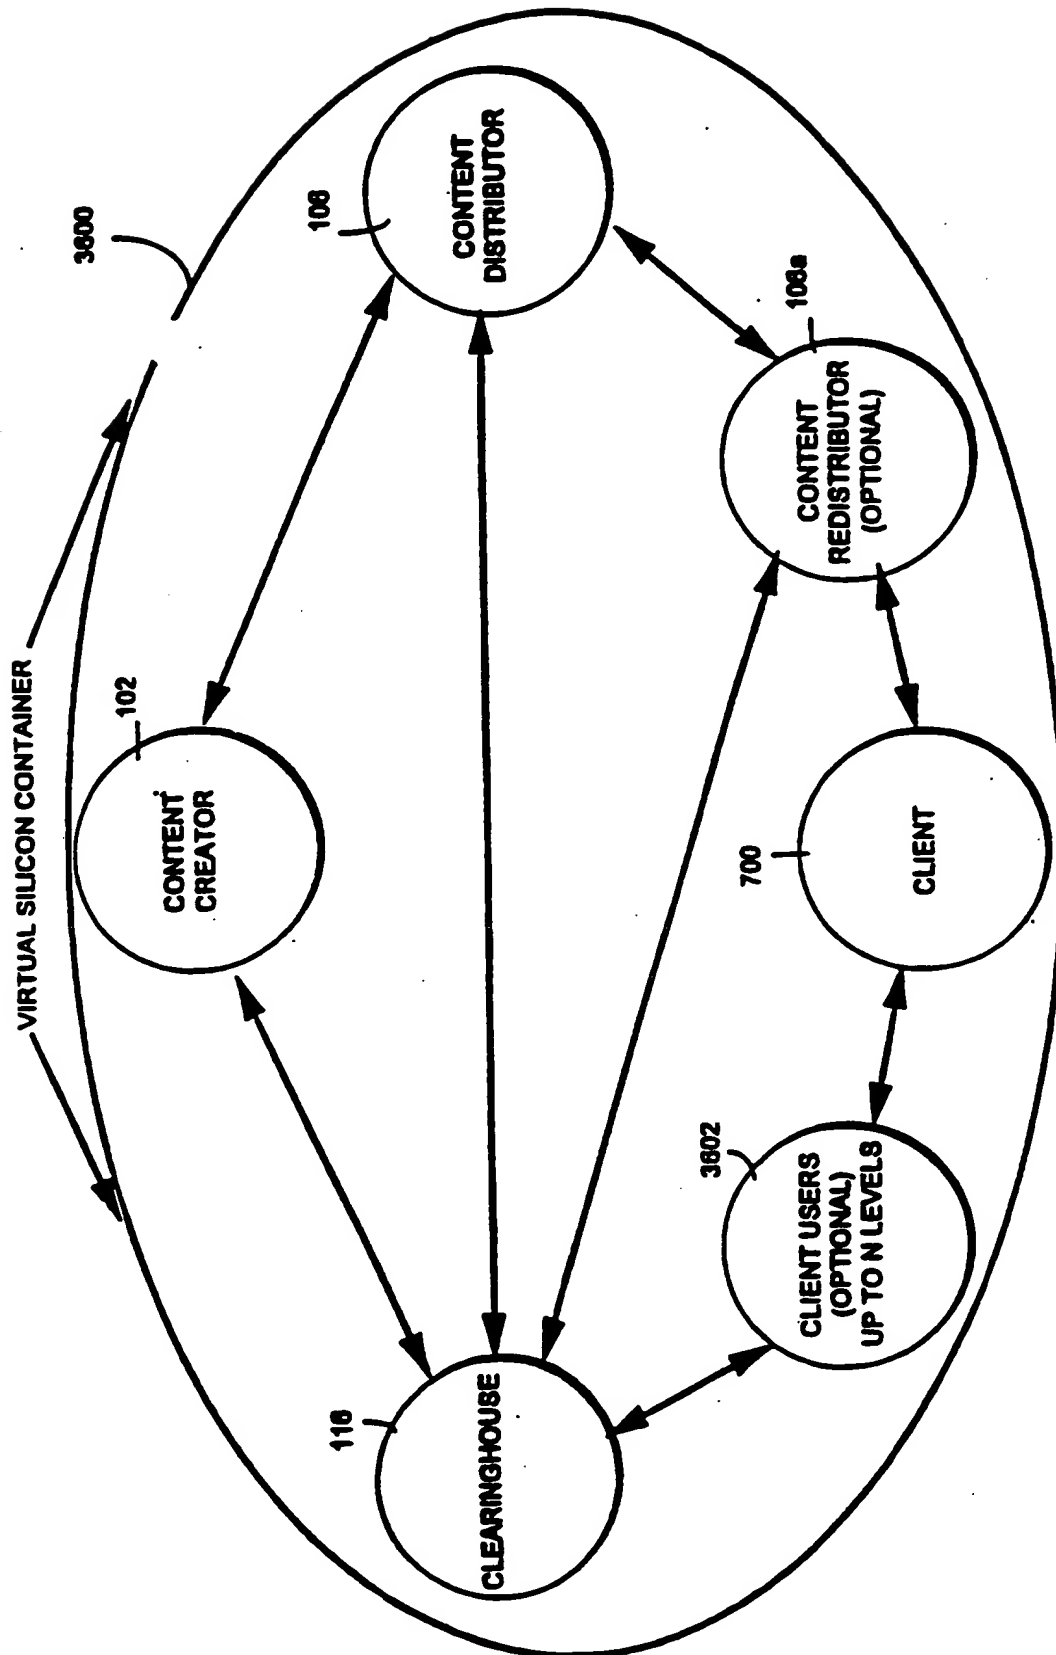 VIRTUAL SILICON CONTAINER
3600
102
CONTENT
CREATOR
106
CONTENT
DISTRIBUTOR
116
CLEARINGHOUSE
106a
CONTENT
REDISTRIBUTOR
(OPTIONAL)
3602
CLIENT USERS
(OPTIONAL)
UP TO N LEVELS
700
CLIENT